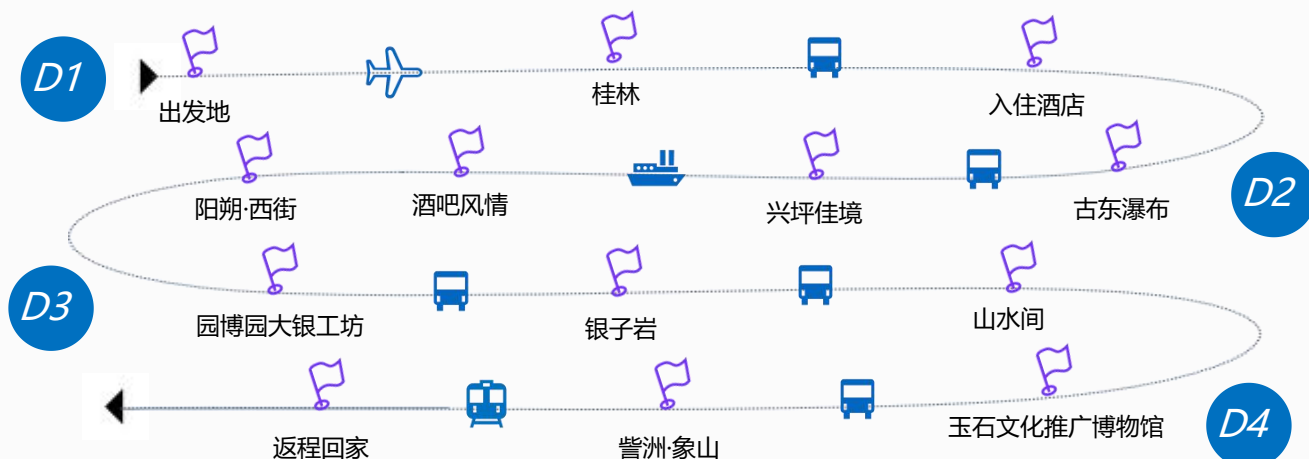 D1
出发地
桂林
入住酒店
D2
古东瀑布
兴坪佳境
酒吧风情
阳朔·西街
D3
园博园大银工坊
银子岩
山水间
D4
玉石文化推广博物馆
訾洲·象山
返程回家